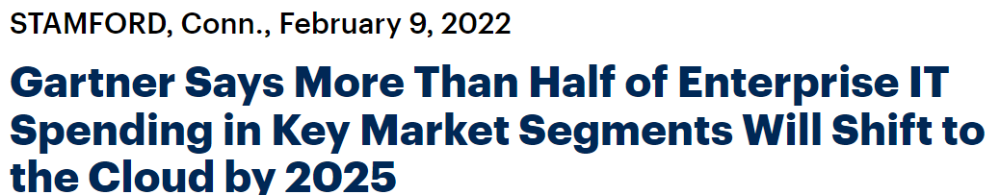 STAMFORD, Conn., February 9, 2022
Gartner Says More Than Half of Enterprise IT
Spending in Key Market Segments Will Shift to
the Cloud by 2025